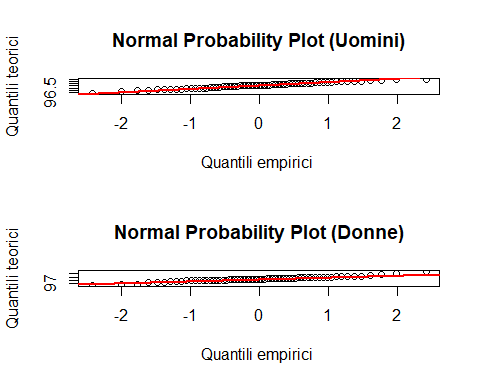 Normal Probability Plot (Uomini)
Quantili teorici
96.5
-2 -1 0 1 2
Quantili empirici
Normal Probability Plot (Donne)
Quantili teorici
97
-2 -1 0 1 2
Quantili empirici